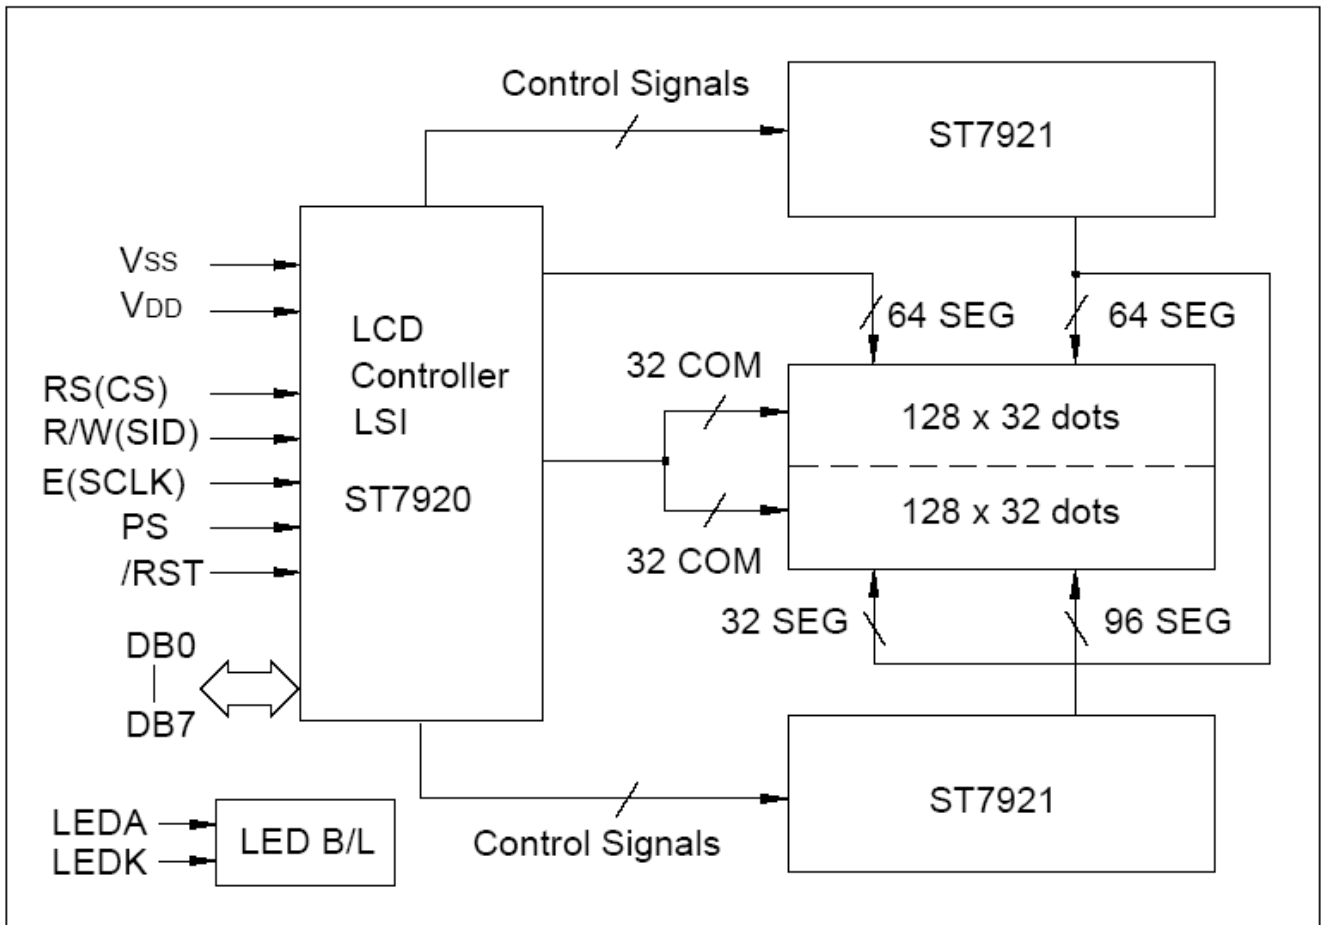 Control Signals
ST7921
VSS
VDD
LCD
Controller
LSI
ST7920
64 SEG
64 SEG
32 COM
RS(CS)
R/W(SID)
E(SCLK)
PS
/RST
128 x 32 dots
128 x 32 dots
32 COM
32 SEG
96 SEG
DB0
DB7
ST7921
Control Signals
LEDA
LEDK
LED B/L